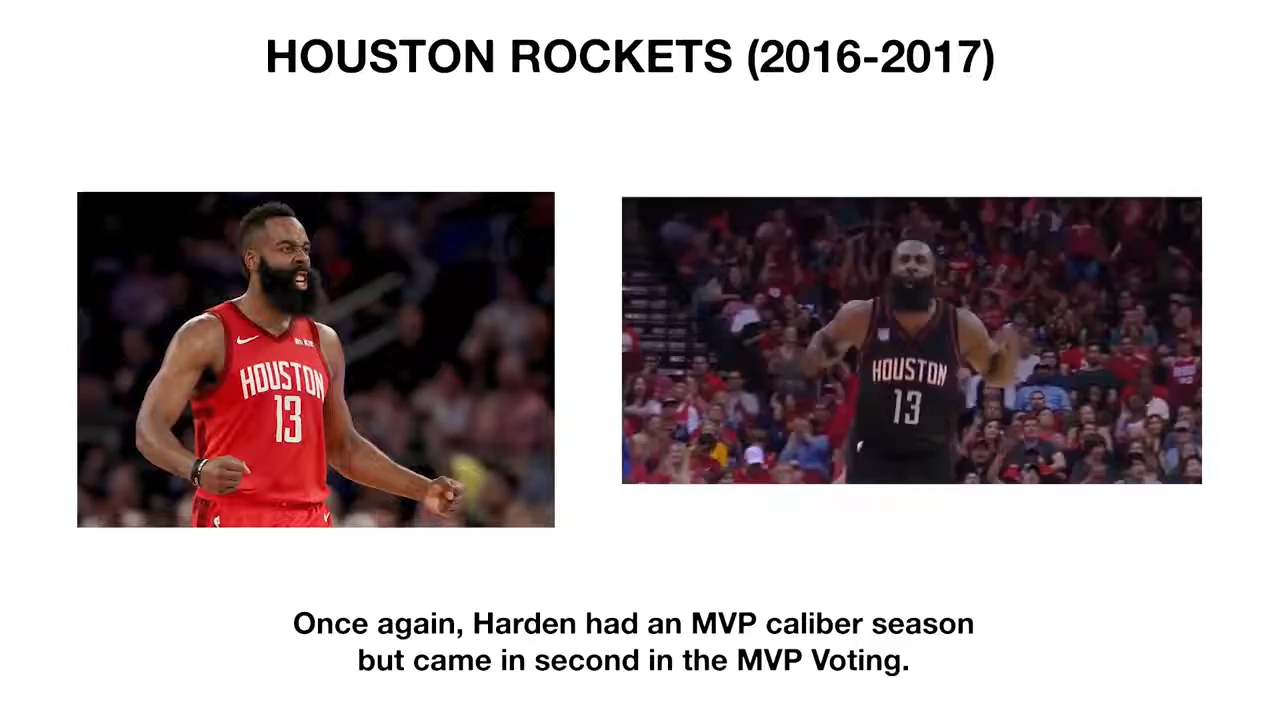 HOUSTON ROCKETS (2016-2017)
HOUSTON
13
HOUSTON
13
Once again, Harden had an MVP caliber season
but came in second in the MVP Voting.